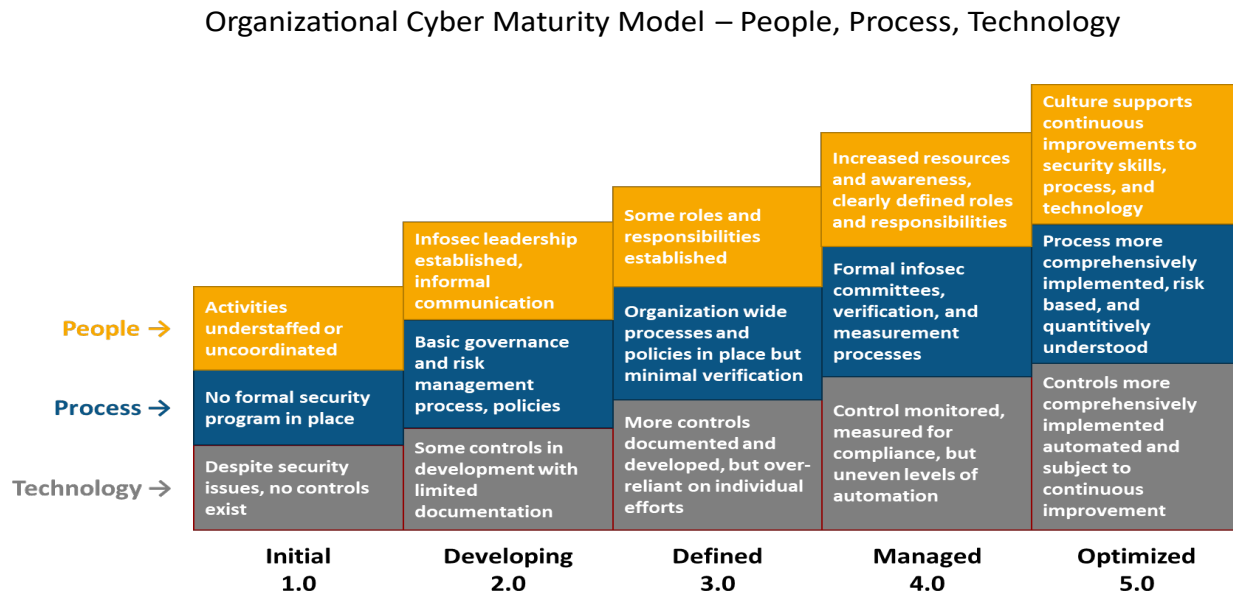 Organizational Cyber Maturity Model – People, Process, Technology
People →
Process →
Technology →
Activities
understaffed or
uncoordinated
No formal security
program in place
Despite security
issues, no controls
exist
Initial
1.0
Infosec leadership
established,
informal
communication
Basic governance
and risk
management
process, policies
Some controls in
development with
limited
documentation
Developing
2.0
Some roles and
responsibilities
established
Organization wide
processes and
policies in place but
minimal verification
More controls
documented and
developed, but over-
reliant on individual
efforts
Defined
3.0
Increased resources
and awareness,
clearly defined roles
and responsibilities
Formal infosec
committees,
verification, and
measurement
processes
Control monitored,
measured for
compliance, but
uneven levels of
automation
Managed
4.0
Culture supports
continuous
improvements to
security skills,
process, and
technology
Process more
comprehensively
implemented, risk
based, and
quantitively
understood
Controls more
comprehensively
implemented
automated and
subject to
continuous
improvement
Optimized
5.0